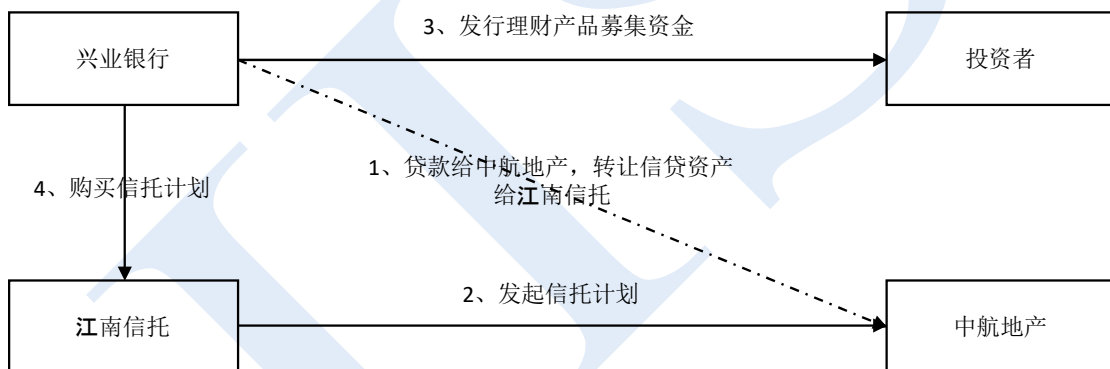 3、发行理财产品募集资金
兴业银行
投资者
1、贷款给中航地产，转让信贷资产
给江南信托
4、购买信托计划
2、发起信托计划
江南信托
中航地产